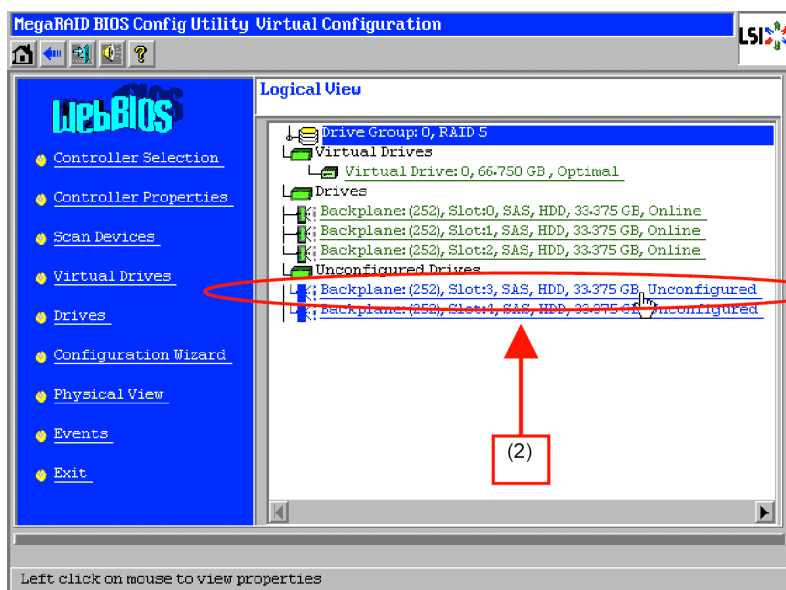 MegaRAID BIOS Config Utility Virtual Configuration
LSI
Logical View
WebBIOS
Controller Selection
Controller Properties
Scan Devices
Virtual Drives
Drives
Configuration Wizard
Physical View
Events
Exit
Drive Group: 0, RAID 5
Virtual Drives
Virtual Drive: 0, 66.750 GB, Optimal
Drives
Backplane: (252), Slot:0, SAS, HDD, 33.375 GB, Online
Backplane: (252), Slot:1, SAS, HDD, 33.375 GB, Online
Backplane: (252), Slot:2, SAS, HDD, 33.375 GB, Online
Unconfigured Drives
Backplane: (252), Slot:3, SAS, HDD, 33.375 GB, Unconfigured
Backplane: (252), Slot:4, SAS, HDD, 33.375 GB, Unconfigured
(2)
Left click on mouse to view properties